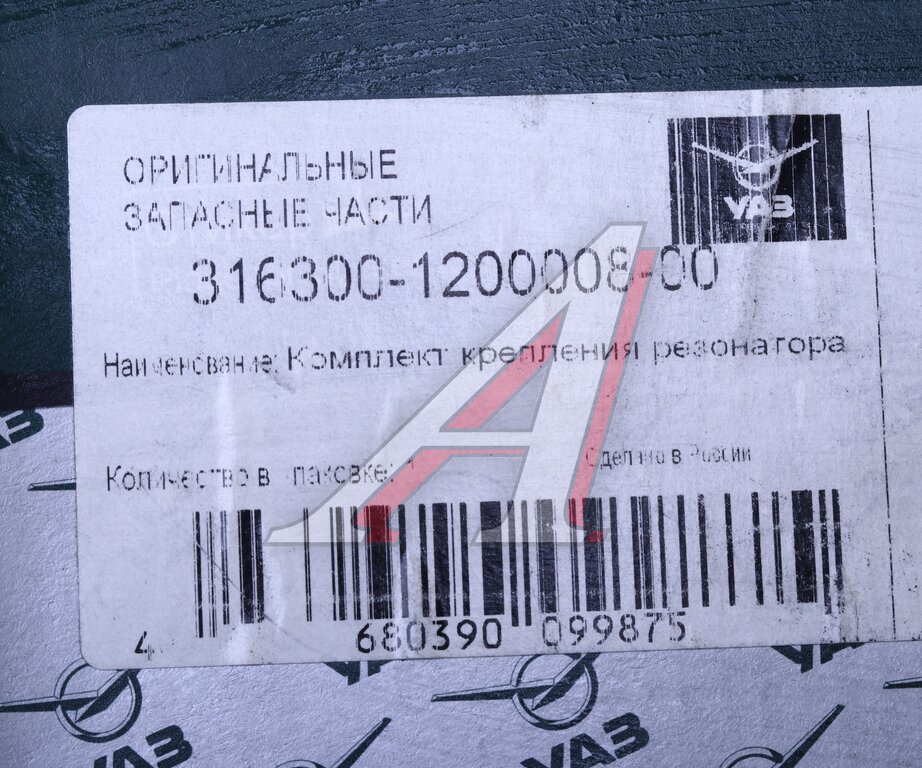 ОРИГИНАЛЬНЫЕ
ЗАПАСНЫЕ ЧАСТИ
УАЗ
316300-1200008-00
Наименование: Комплект крепления резонатора
Количество в упаковке: 1
Сделано в России
4 680390 099875
УАЗ
УАЗ
УАЗ